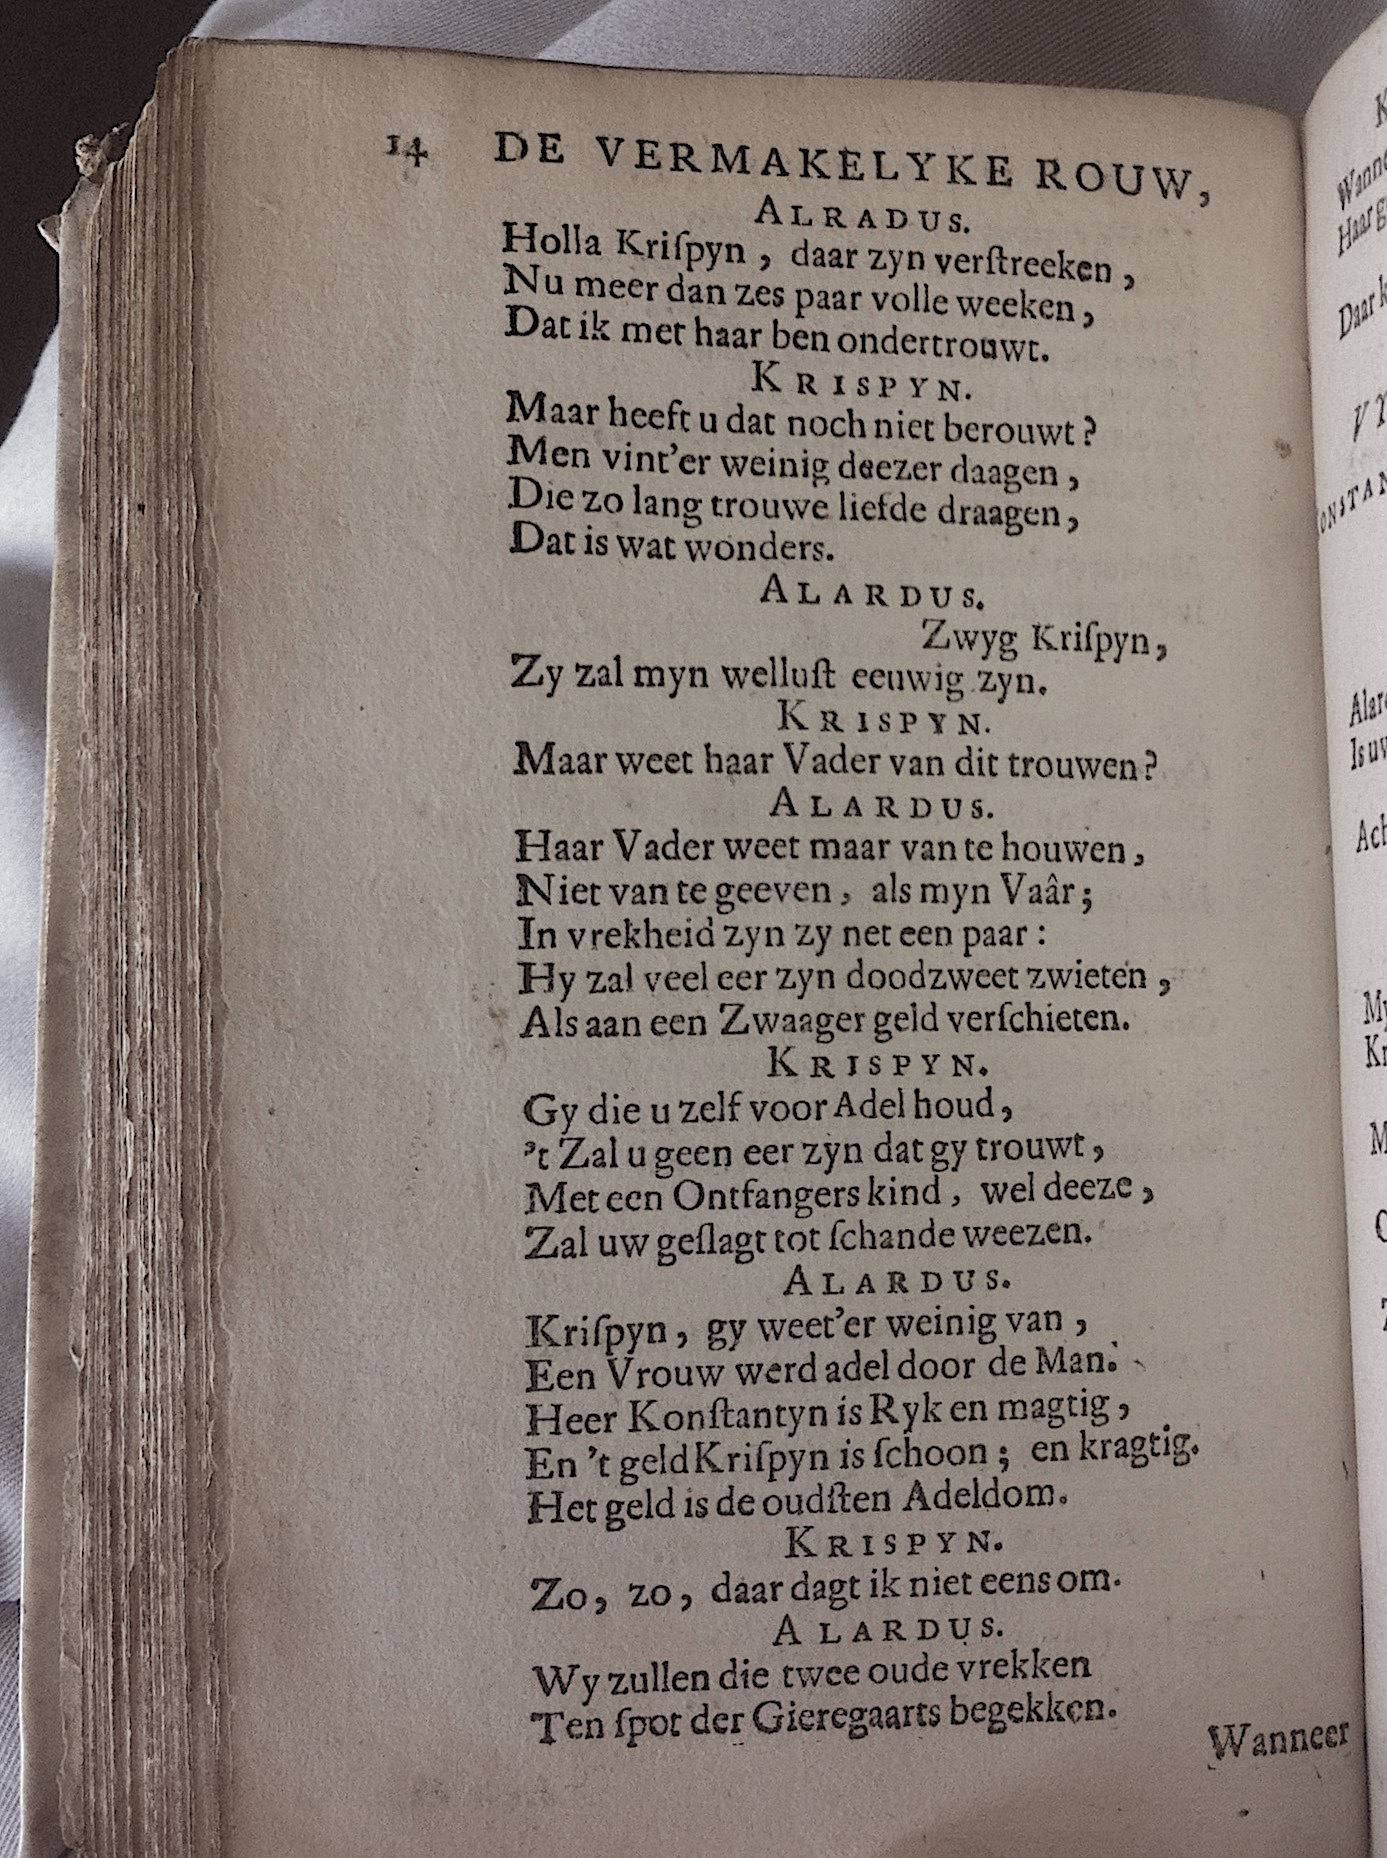 14 DE VERMAKELYKE ROUW,
ALRADUS.
Holla Kriſpyn, daar zyn verſtreeken,
Nu meer dan zes paar volle weeken,
Dat ik met haar ben ondertrouwt.
KRISPYN.
Maar heeft u dat noch niet berouwt?
Men vint'er weinig deezer daagen,
Die zo lang trouwe liefde draagen,
Dat is wat wonders.
ALARDUS.
Zwyg Kriſpyn,
Zy zal myn welluſt eeuwig zyn.
KRISPYN.
Maar weet haar Vader van dit trouwen?
ALARDUS.
Haar Vader weet maar van te houwen,
Niet van te geeven, als myn Vaâr;
In vrekheid zyn zy net een paar:
Hy zal veel eer zyn doodzweet zwieten,
Als aan een Zwaager geld verſchieten.
KRISPYN.
Gy die u zelf voor Adel houd,
't Zal u geen eer zyn dat gy trouwt,
Met een Ontfangers kind, wel deeze,
Zal uw geſlagt tot ſchande weezen.
ALARDUS.
Kriſpyn, gy weet'er weinig van,
Een Vrouw werd adel door de Man.
Heer Konſtantyn is Ryk en magtig,
En 't geld Kriſpyn is ſchoon; en kragtig.
Het geld is de oudſten Adeldom.
KRISPYN.
Zo, zo, daar dagt ik niet eens om.
ALARDUS.
Wy zullen die twee oude vrekken
Ten ſpot der Gieregaarts begekken.
Wanneer